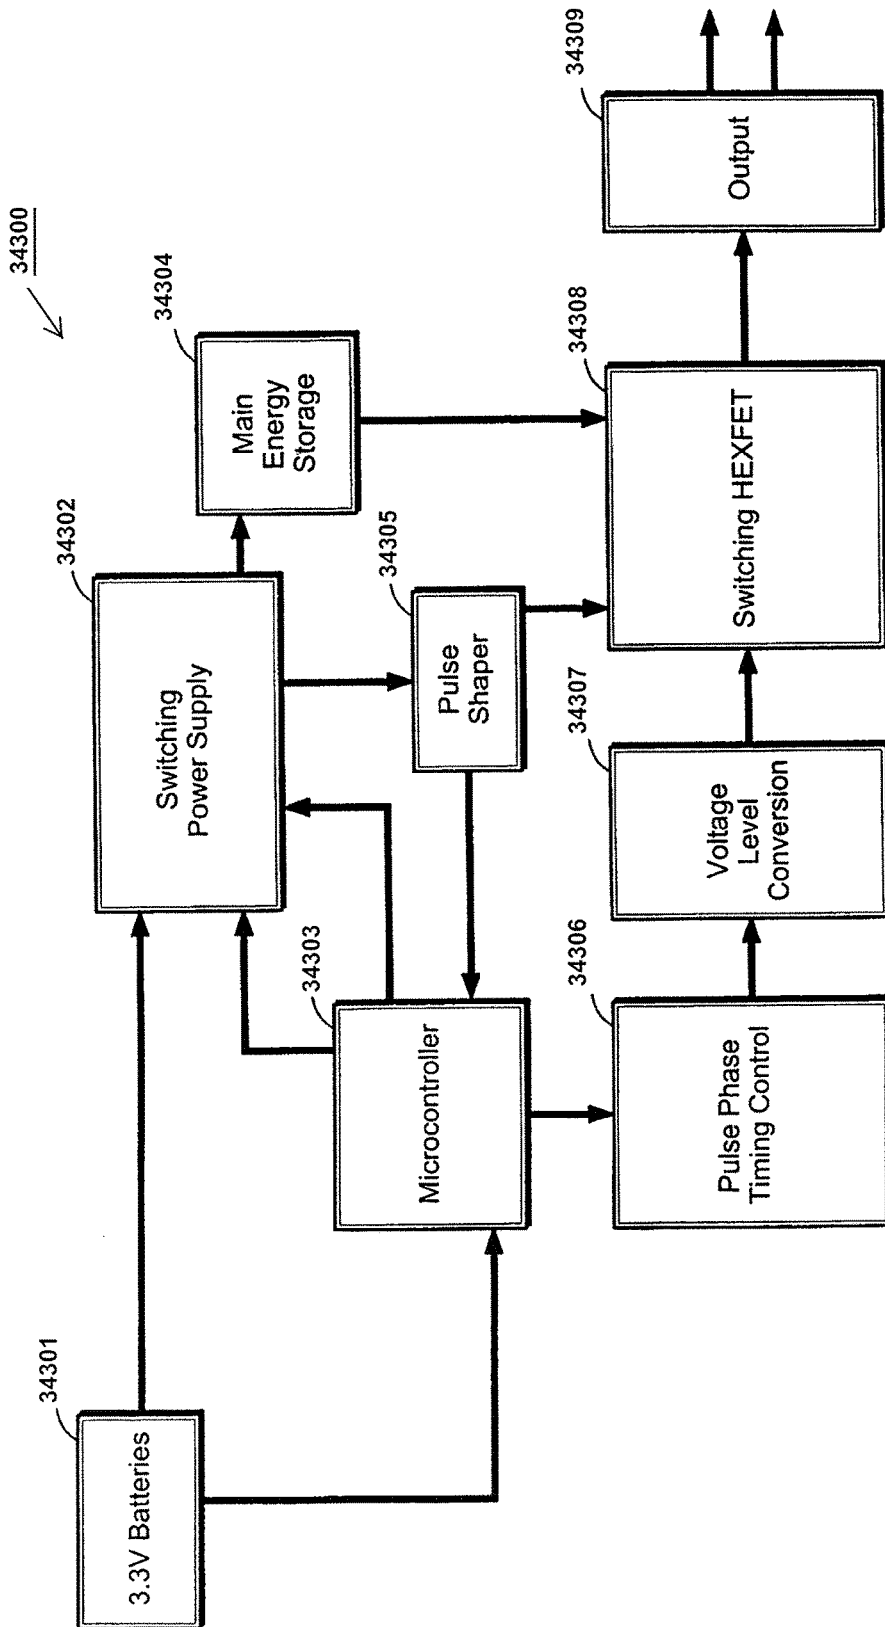 34300
34301
3.3V Batteries
34302
Switching
Power Supply
34303
Microcontroller
34304
Main
Energy
Storage
34305
Pulse
Shaper
34306
Pulse Phase
Timing Control
34307
Voltage
Level
Conversion
34308
Switching HEXFET
34309
Output